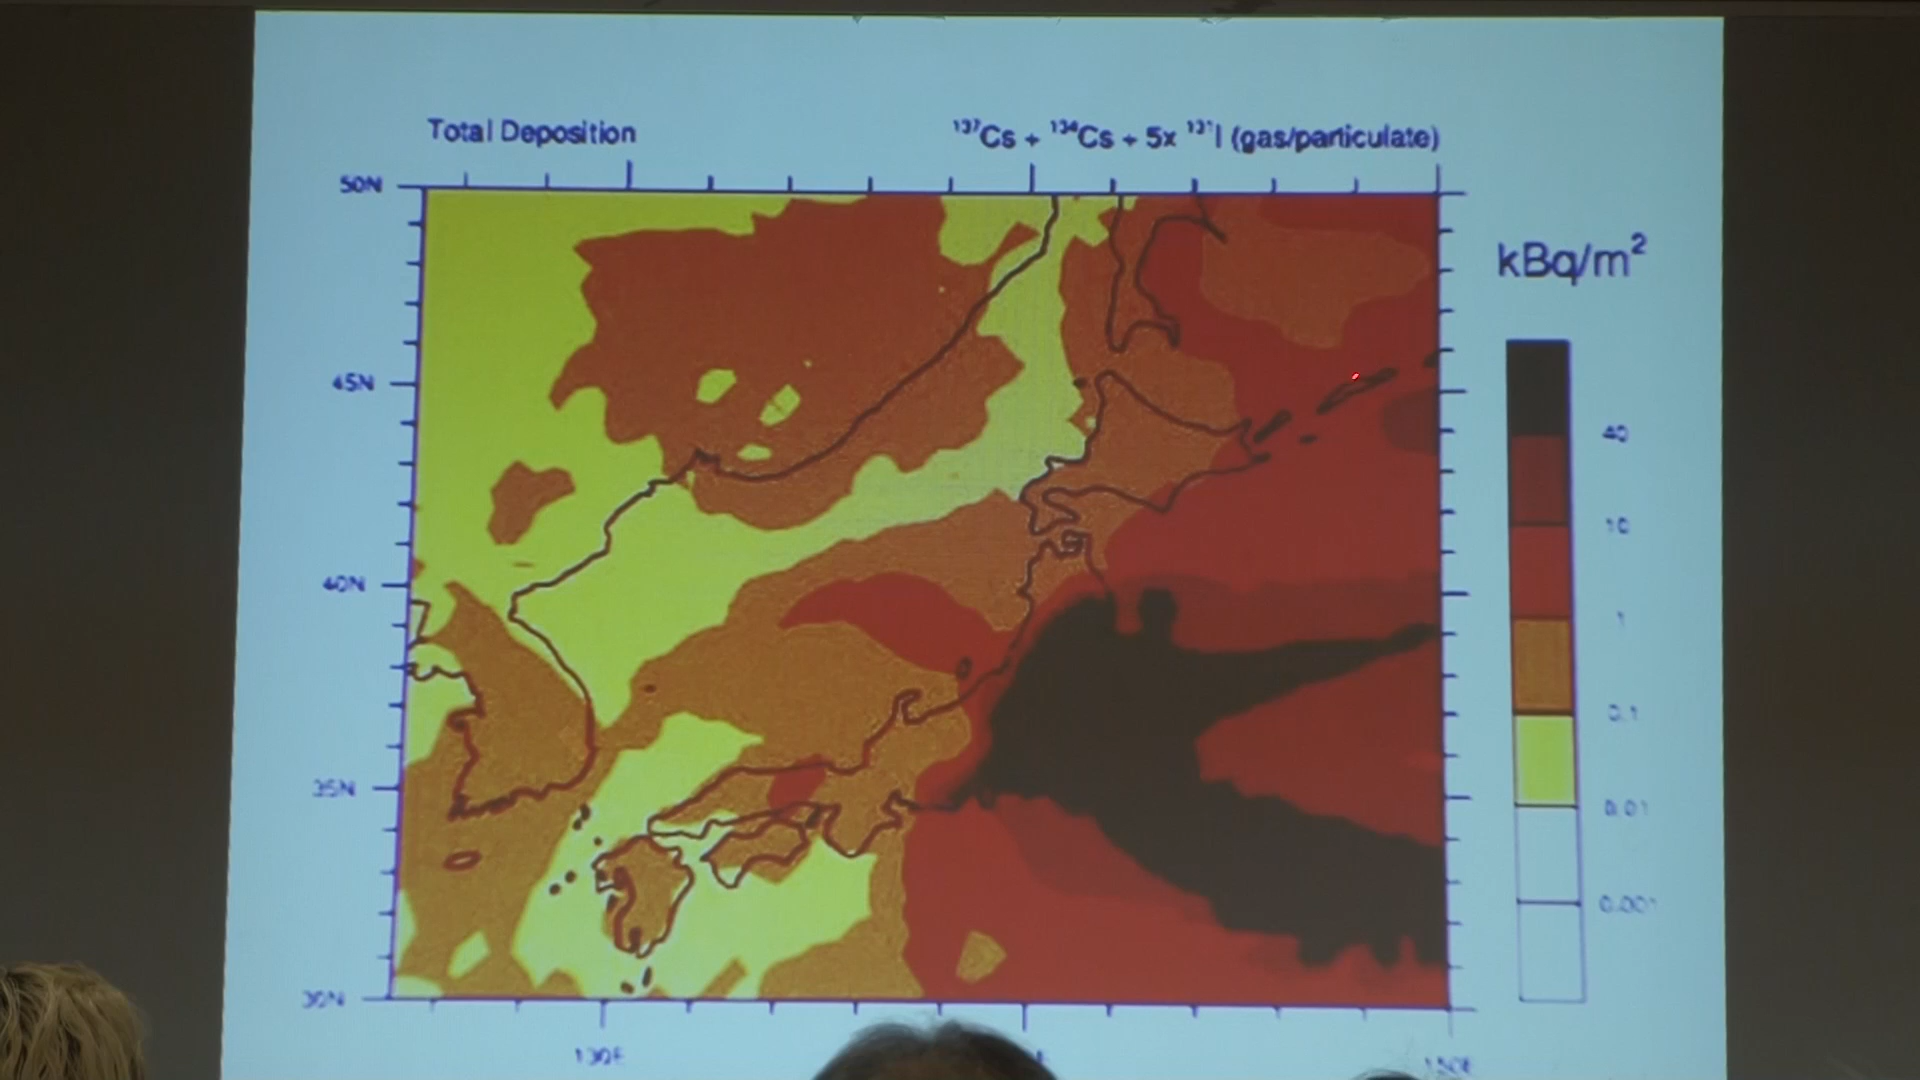 Total Deposition
¹³⁷Cs + ¹³⁴Cs + 5x ¹³¹I (gas/particulate)
50N
45N
40N
35N
30N
130E
E
150E
kBq/m²
40
10
1
0.1
0.01
0.001